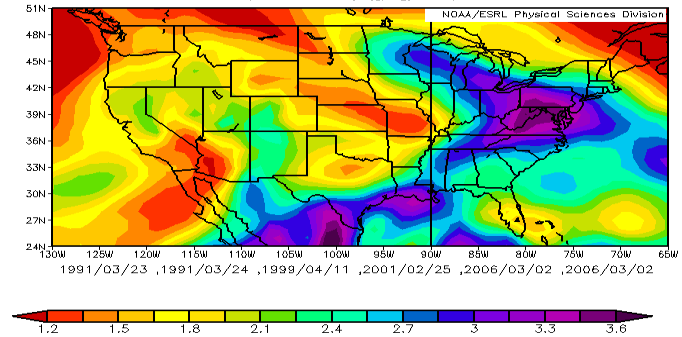 NOAA/ESRL Physical Sciences Division
51N
48N
45N
42N
39N
36N
33N
30N
27N
24N
130W 125W 120W 115W 110W 105W 100W 95W 90W 85W 80W 75W 70W 65W
1991/03/23 ,1991/03/24 ,1999/04/11 ,2001/02/25 ,2006/03/02 ,2006/03/02
1.2 1.5 1.8 2.1 2.4 2.7 3 3.3 3.6